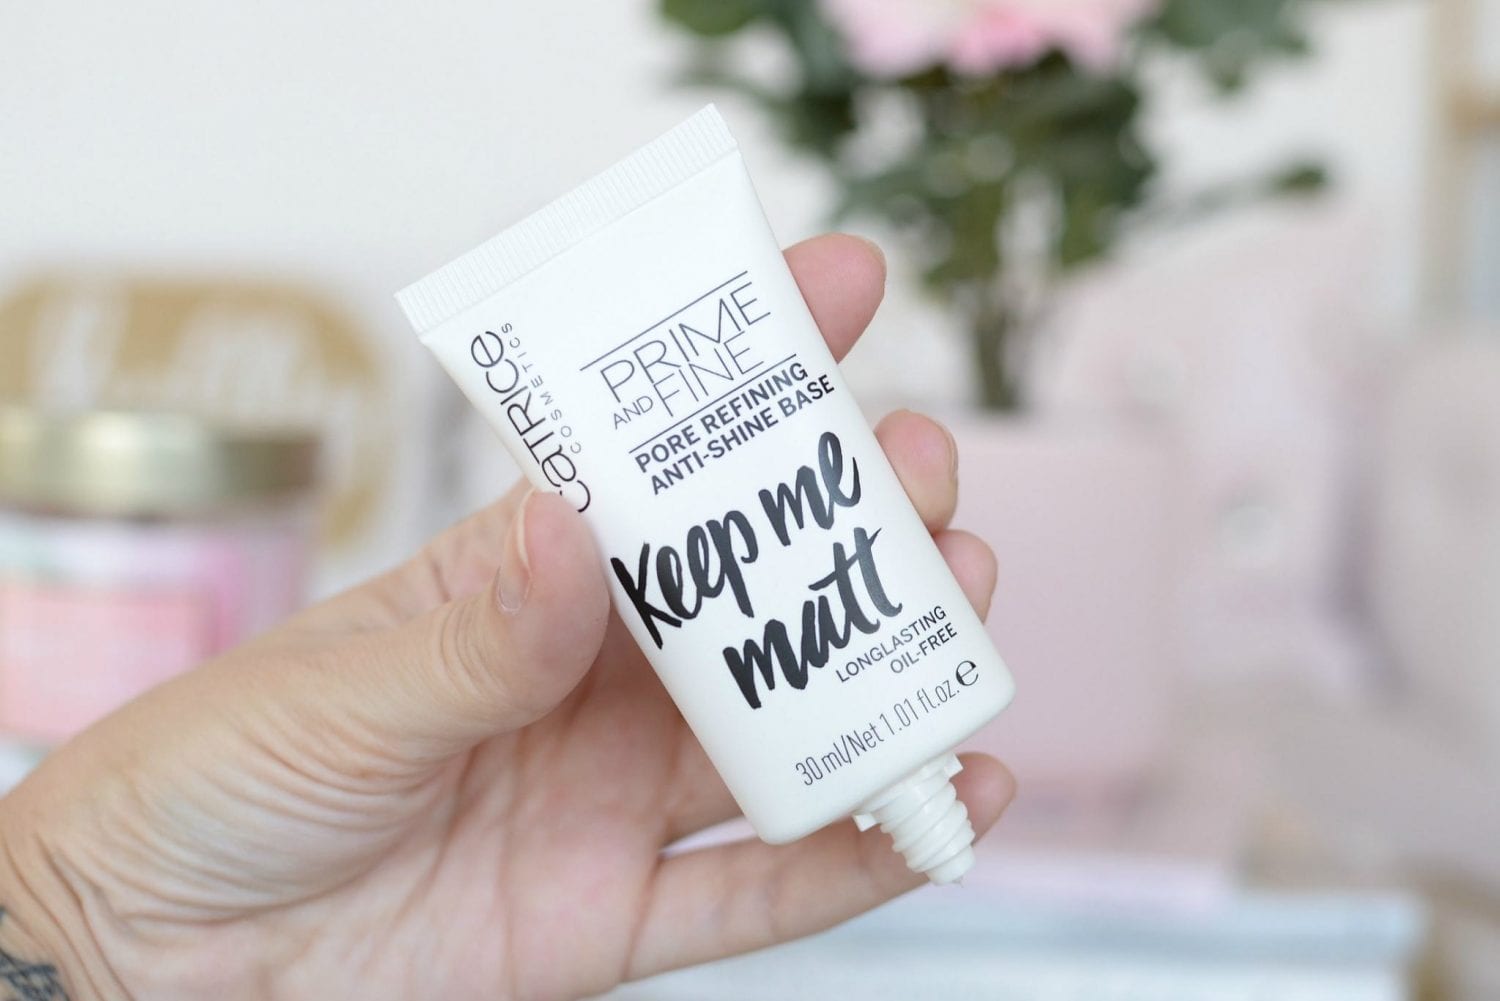 CATRICE
COSMETICS
PRIME
AND FINE
PORE REFINING
ANTI-SHINE BASE
Keep me
matt
LONGLASTING
OIL-FREE
30 ml/Net 1.01 fl.oz. ℮